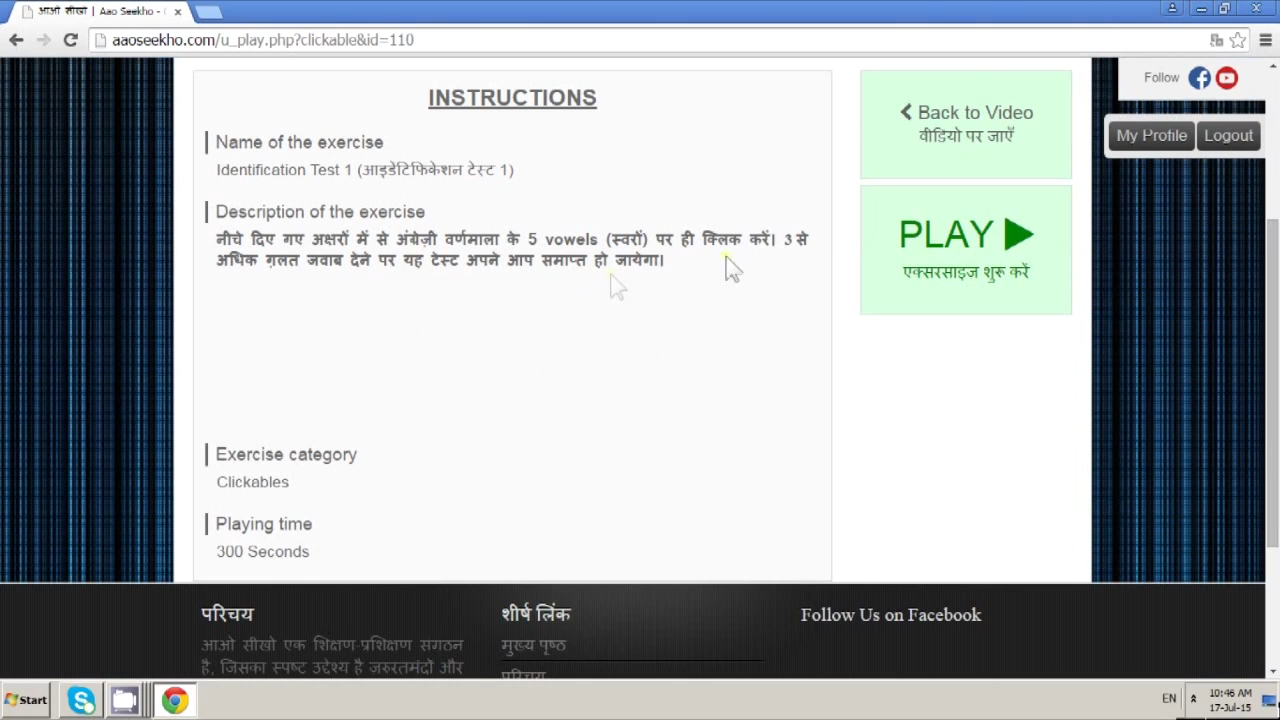 आओ सीखो | Aao Seekho - (
aaoseekho.com/u_play.php?clickable&id=110
Follow
My Profile
Logout
INSTRUCTIONS
Name of the exercise
Identification Test 1 (आइडेंटिफिकेशन टेस्ट 1)
Description of the exercise
नीचे दिए गए अक्षरों में से अंग्रेज़ी वर्णमाला के 5 vowels (स्वरों) पर ही क्लिक करें। 3 से
अधिक ग़लत जवाब देने पर यह टेस्ट अपने आप समाप्त हो जायेगा।
Exercise category
Clickables
Playing time
300 Seconds
Back to Video
वीडियो पर जाएँ
PLAY
एक्सरसाइज शुरू करें
परिचय
आओ सीखो एक शिक्षण-प्रशिक्षण संगठन
है, जिसका स्पष्ट उद्देश्य है जरुरतमंदों और
शीर्ष लिंक
मुख्य पृष्ठ
परिचय
Follow Us on Facebook
Start
EN
10:46 AM
17-Jul-15